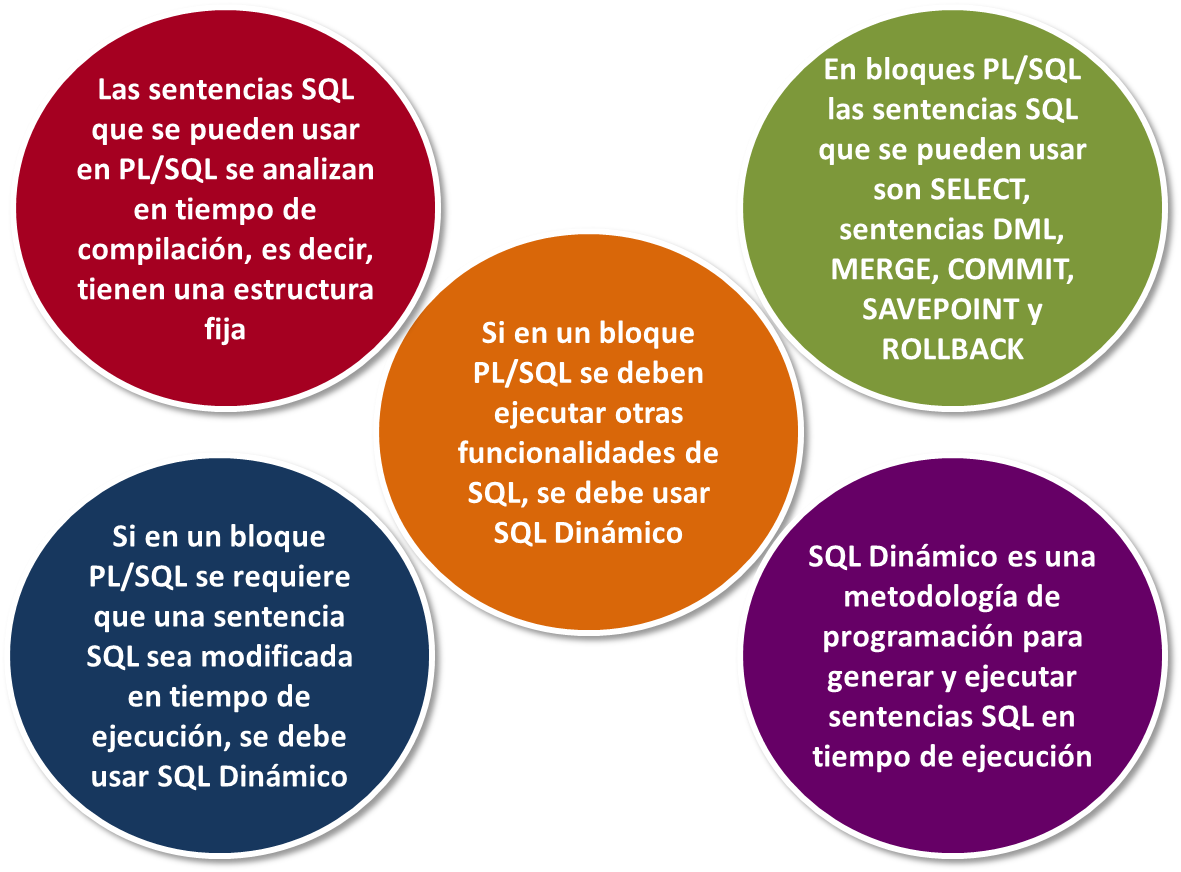 Las sentencias SQL
que se pueden usar
en PL/SQL se analizan
en tiempo de
compilación, es decir,
tienen una estructura
fija
En bloques PL/SQL
las sentencias SQL
que se pueden usar
son SELECT,
sentencias DML,
MERGE, COMMIT,
SAVEPOINT y
ROLLBACK
Si en un bloque
PL/SQL se deben
ejecutar otras
funcionalidades de
SQL, se debe usar
SQL Dinámico
Si en un bloque
PL/SQL se requiere
que una sentencia
SQL sea modificada
en tiempo de
ejecución, se debe
usar SQL Dinámico
SQL Dinámico es una
metodología de
programación para
generar y ejecutar
sentencias SQL en
tiempo de ejecución